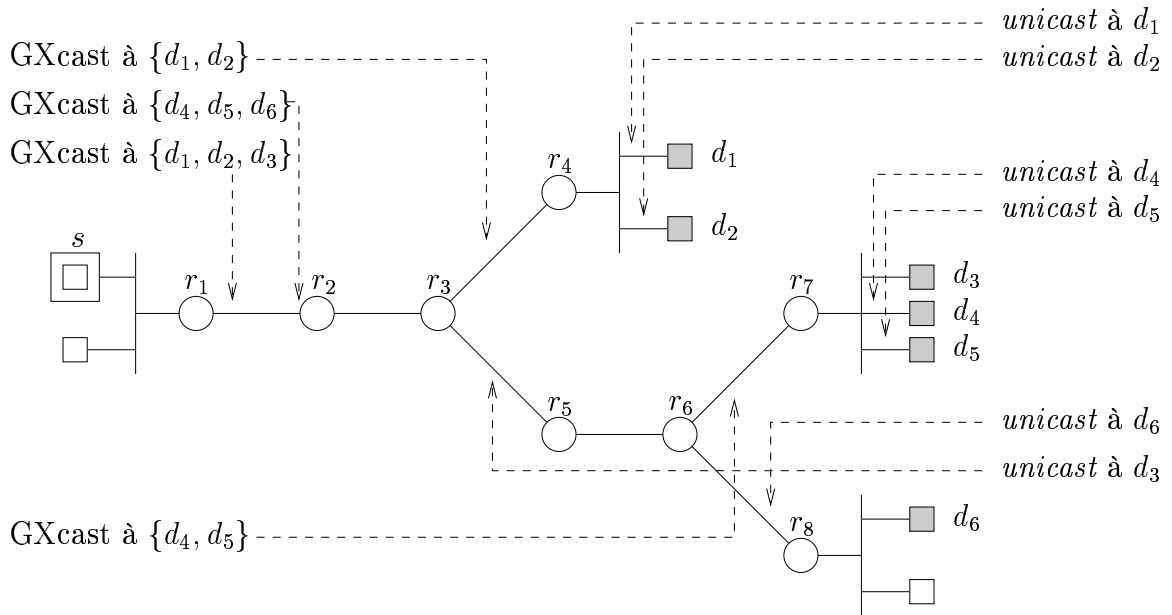 unicast à d1
GXcast à {d1, d2}
unicast à d2
GXcast à {d4, d5, d6}
GXcast à {d1, d2, d3}
r4
d1
unicast à d4
d2
unicast à d5
s
r1
r2
r3
r7
d3
d4
d5
r5
r6
unicast à d6
unicast à d3
GXcast à {d4, d5}
r8
d6